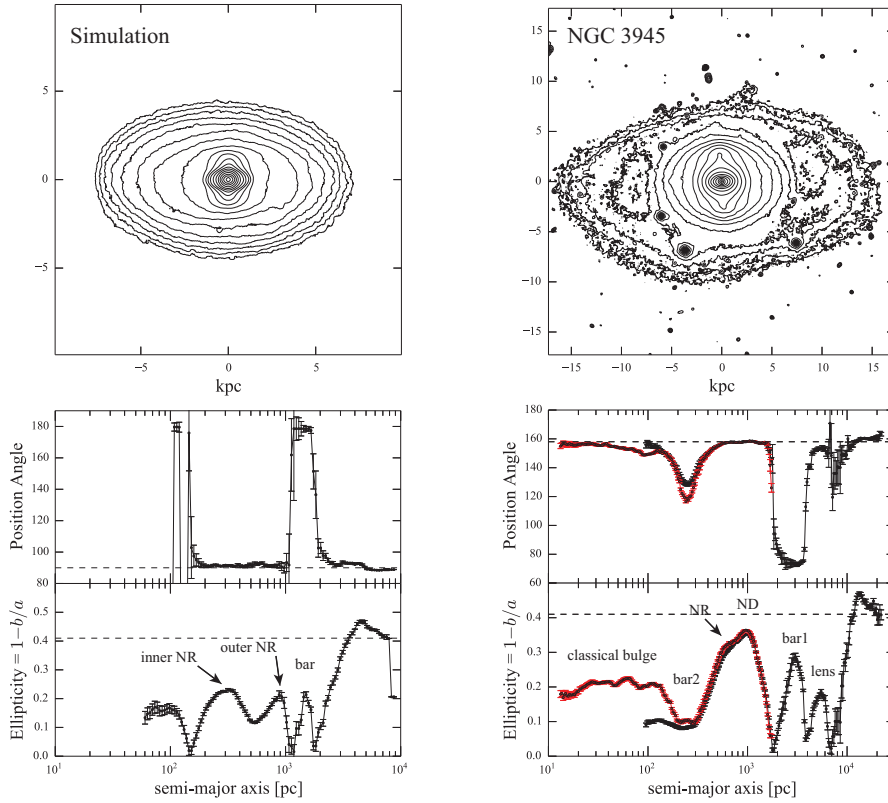 Simulation
5
0
−5
−5
0
5
kpc
NGC 3945
15
10
5
0
−5
−10
−15
−15
−10
−5
0
5
10
15
kpc
Position Angle
180
160
140
120
100
80
Ellipticity = 1−b/a
0.5
0.4
0.3
0.2
0.1
0.0
inner NR
outer NR
bar
10¹
10²
10³
10⁴
semi-major axis [pc]
Position Angle
180
160
140
120
100
80
60
Ellipticity = 1−b/a
0.4
0.3
0.2
0.1
0.0
classical bulge
bar2
NR
ND
bar1
lens
10¹
10²
10³
10⁴
semi-major axis [pc]